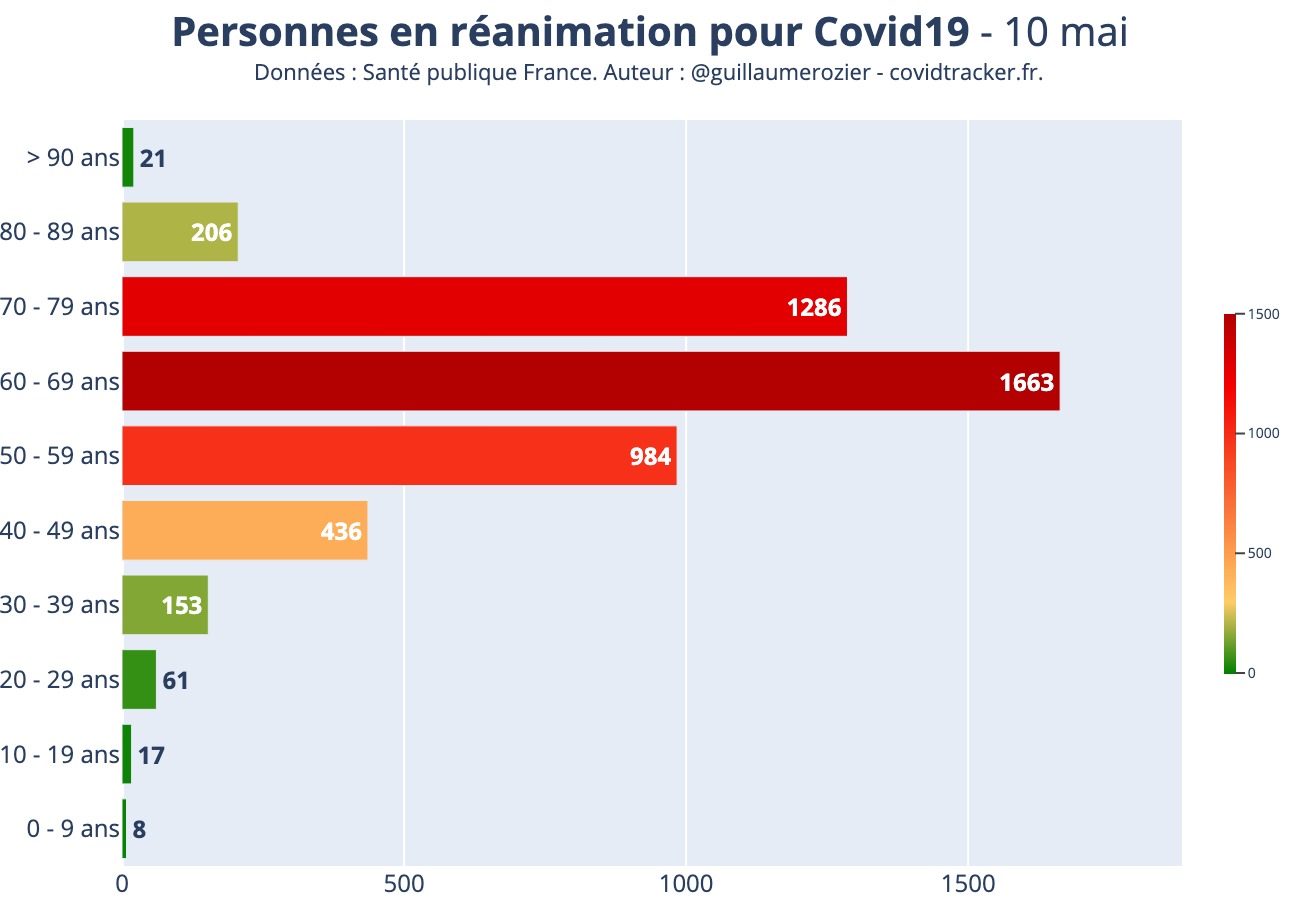 Personnes en réanimation pour Covid19 - 10 mai
Données : Santé publique France. Auteur : @guillaumerozier - covidtracker.fr.
> 90 ans 21
80 - 89 ans 206
70 - 79 ans 1286
60 - 69 ans 1663
50 - 59 ans 984
40 - 49 ans 436
30 - 39 ans 153
20 - 29 ans 61
10 - 19 ans 17
0 - 9 ans 8
0 500 1000 1500
1500
1000
500
0